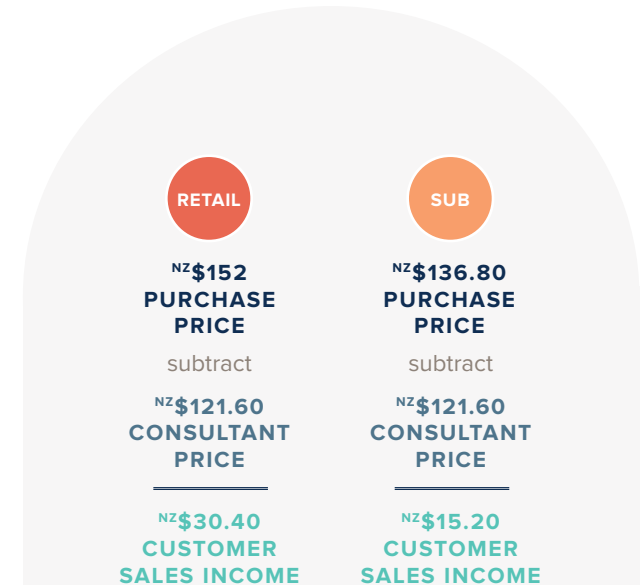 RETAIL
NZ$152
PURCHASE
PRICE
subtract
NZ$121.60
CONSULTANT
PRICE
NZ$30.40
CUSTOMER
SALES INCOME
SUB
NZ$136.80
PURCHASE
PRICE
subtract
NZ$121.60
CONSULTANT
PRICE
NZ$15.20
CUSTOMER
SALES INCOME